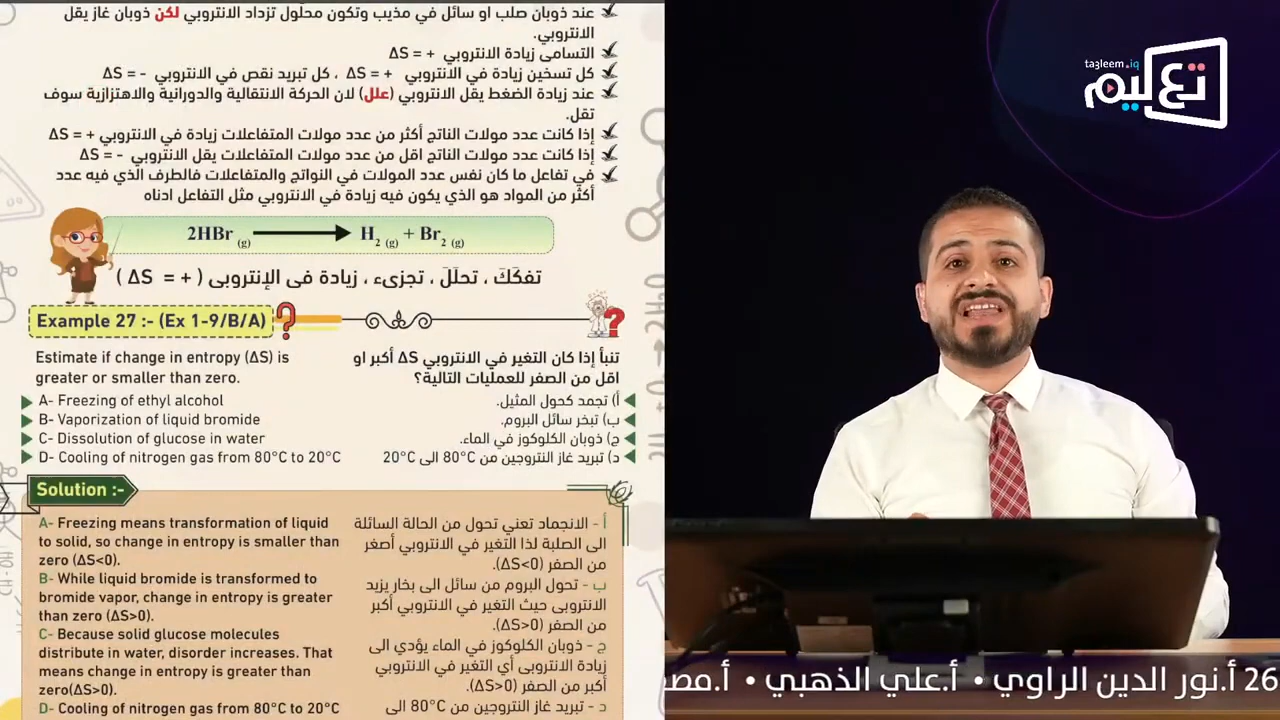 عند ذوبان صلب او سائل في مذيب وتكون محلول تزداد الانتروبي لكن ذوبان غاز يقل
الانتروبي.
التسامى زيادة الانتروبي ΔS = +
كل تسخين زيادة في الانتروبي ΔS = + ، كل تبريد نقص في الانتروبي ΔS = -
عند زيادة الضغط يقل الانتروبي (علل) لان الحركة الانتقالية والدورانية والاهتزازية سوف
تقل.
إذا كانت عدد مولات الناتج أكثر من عدد مولات المتفاعلات زيادة في الانتروبي ΔS = +
إذا كانت عدد مولات الناتج اقل من عدد مولات المتفاعلات يقل الانتروبي ΔS = -
في تفاعل ما كان نفس عدد المولات في النواتج والمتفاعلات فالطرف الذي فيه عدد
أكثر من المواد هو الذي يكون فيه زيادة في الانتروبي مثل التفاعل ادناه
2HBr (g) → H2 (g) + Br2 (g)
تفكَكَ ، تحلَلَ ، تجزىء ، زيادة فى الإنتروبى ( ΔS = + )
Example 27 :- (Ex 1-9/B/A)
Estimate if change in entropy (ΔS) is
greater or smaller than zero.
A- Freezing of ethyl alcohol
B- Vaporization of liquid bromide
C- Dissolution of glucose in water
D- Cooling of nitrogen gas from 80°C to 20°C
تنبأ إذا كان التغير في الانتروبي ΔS أكبر او
اقل من الصفر للعمليات التالية؟
أ) تجمد كحول المثيل.
ب) تبخر سائل البروم.
ج) ذوبان الكلوكوز في الماء.
د) تبريد غاز النتروجين من 80°C الى 20°C
Solution :-
A- Freezing means transformation of liquid
to solid, so change in entropy is smaller than
zero (ΔS<0).
B- While liquid bromide is transformed to
bromide vapor, change in entropy is greater
than zero (ΔS>0).
C- Because solid glucose molecules
distribute in water, disorder increases. That
means change in entropy is greater than
zero(ΔS>0).
D- Cooling of nitrogen gas from 80°C to 20°C
أ - الانجماد تعني تحول من الحالة السائلة
الى الصلبة لذا التغير في الانتروبي أصغر
من الصفر (ΔS<0).
ب - تحول البروم من سائل الى بخار يزيد
الانتروبى حيث التغير في الانتروبي أكبر
من الصفر (ΔS>0)
ج - ذوبان الكلوكوز في الماء يؤدي الى
زيادة الانتروبى أي التغير في الانتروبي
أكبر من الصفر (ΔS>0).
د - تبريد غاز النتروجين من 80°C الى
ta3leem.iq
تعليم
26 أ.نور الدين الراوي • أ.علي الذهبي • أ.مص